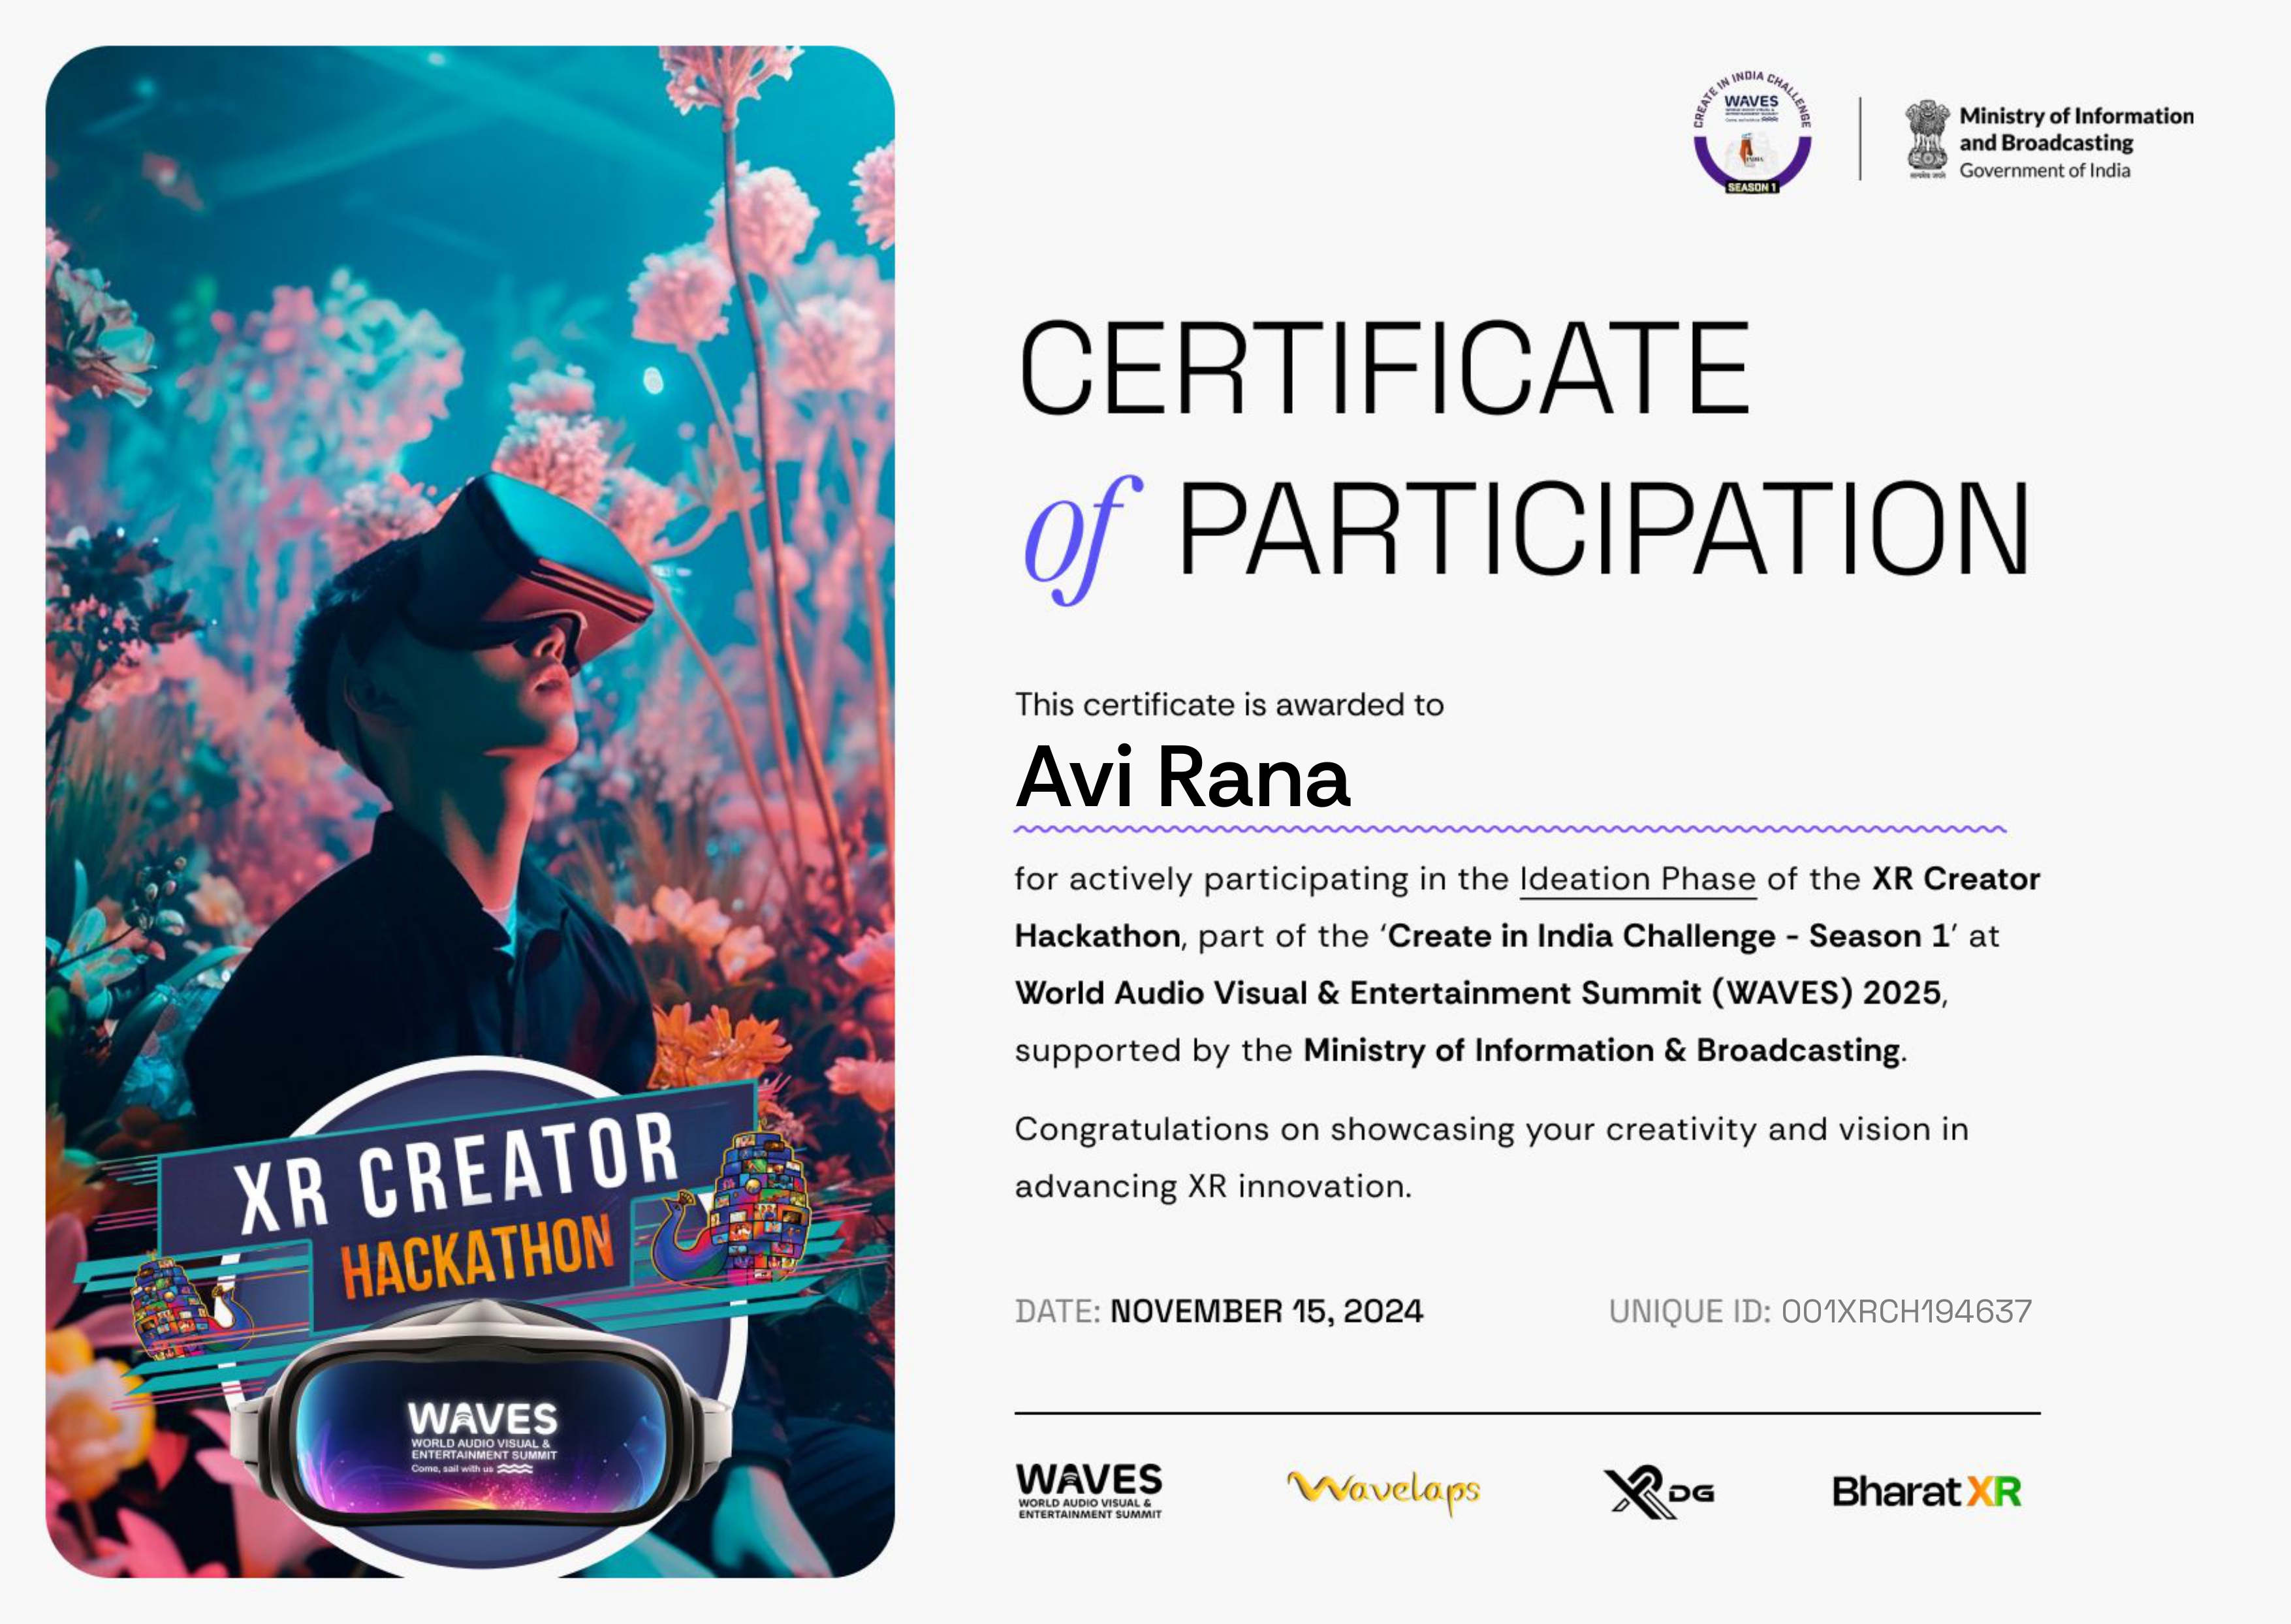 CREATE IN INDIA CHALLENGE
WAVES
SEASON 1
Ministry of Information
and Broadcasting
Government of India
CERTIFICATE
of PARTICIPATION
This certificate is awarded to
Avi Rana
for actively participating in the Ideation Phase of the XR Creator
Hackathon, part of the ‘Create in India Challenge - Season 1’ at
World Audio Visual & Entertainment Summit (WAVES) 2025,
supported by the Ministry of Information & Broadcasting.
Congratulations on showcasing your creativity and vision in
advancing XR innovation.
DATE: NOVEMBER 15, 2024
UNIQUE ID: 001XRCH194637
XR CREATOR
HACKATHON
WAVES
WORLD AUDIO VISUAL &
ENTERTAINMENT SUMMIT
Come, sail with us
WAVES
WORLD AUDIO VISUAL &
ENTERTAINMENT SUMMIT
Wavelaps
XR DG
Bharat XR